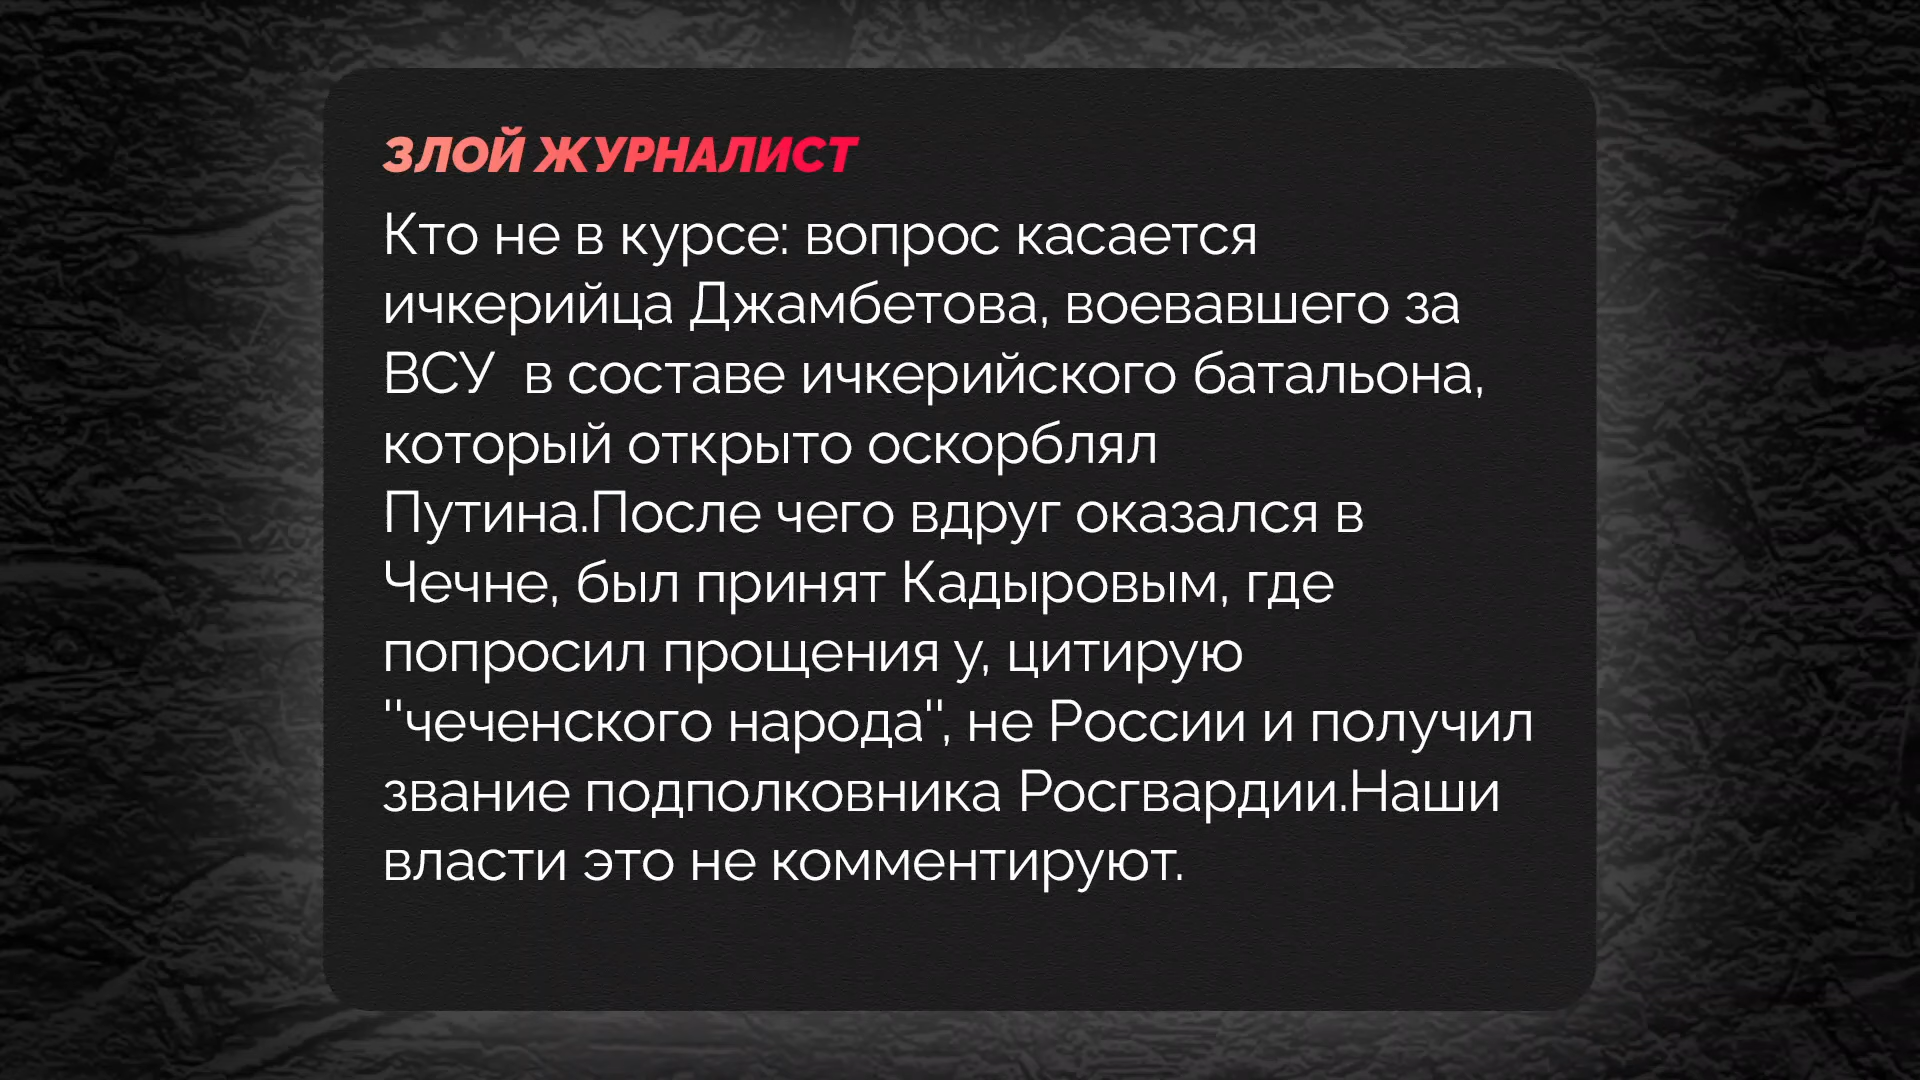 ЗЛОЙ ЖУРНАЛИСТ
Кто не в курсе: вопрос касается
ичкерийца Джамбетова, воевавшего за
ВСУ  в составе ичкерийского батальона,
который открыто оскорблял
Путина.После чего вдруг оказался в
Чечне, был принят Кадыровым, где
попросил прощения у, цитирую
''чеченского народа'', не России и получил
звание подполковника Росгвардии.Наши
власти это не комментируют.